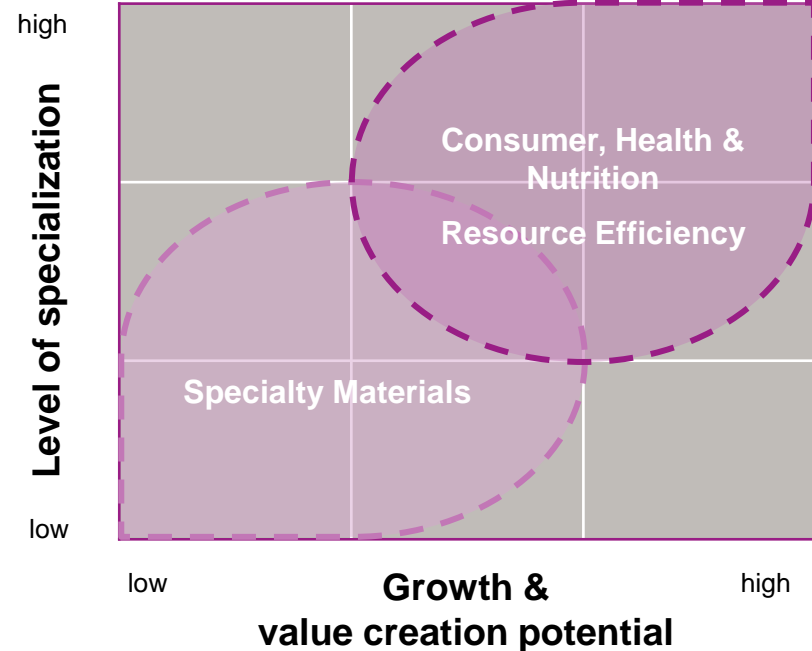 high
Level of specialization
Consumer, Health &
Nutrition
Resource Efficiency
Specialty Materials
low
low
Growth &
high
value creation potential